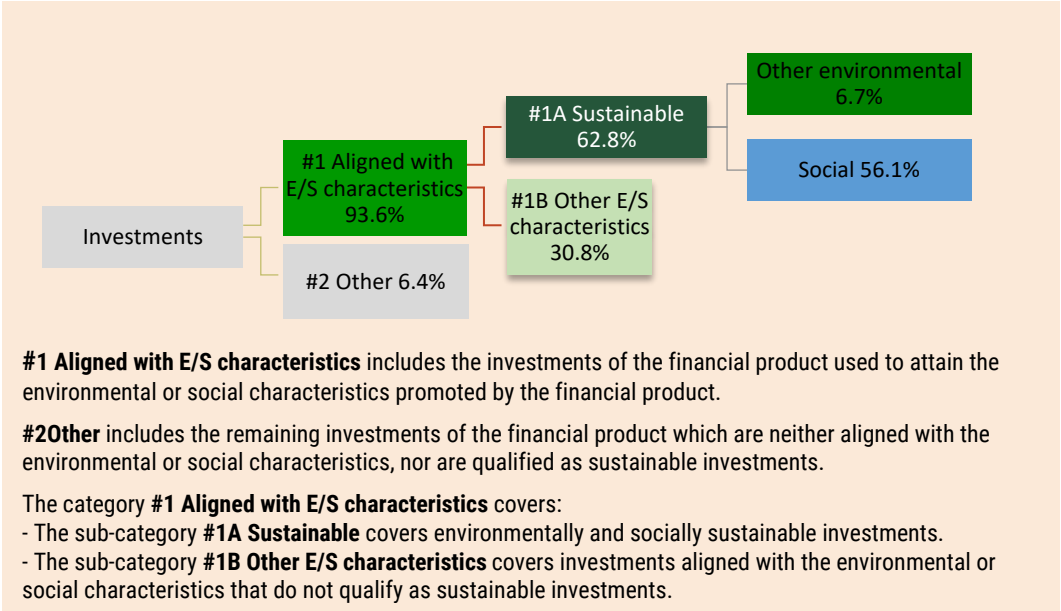 Investments
#1 Aligned with
E/S characteristics
93.6%
#2 Other 6.4%
#1A Sustainable
62.8%
#1B Other E/S
characteristics
30.8%
Other environmental
6.7%
Social 56.1%
#1 Aligned with E/S characteristics includes the investments of the financial product used to attain the
environmental or social characteristics promoted by the financial product.
#2Other includes the remaining investments of the financial product which are neither aligned with the
environmental or social characteristics, nor are qualified as sustainable investments.
The category #1 Aligned with E/S characteristics covers:
- The sub-category #1A Sustainable covers environmentally and socially sustainable investments.
- The sub-category #1B Other E/S characteristics covers investments aligned with the environmental or
social characteristics that do not qualify as sustainable investments.